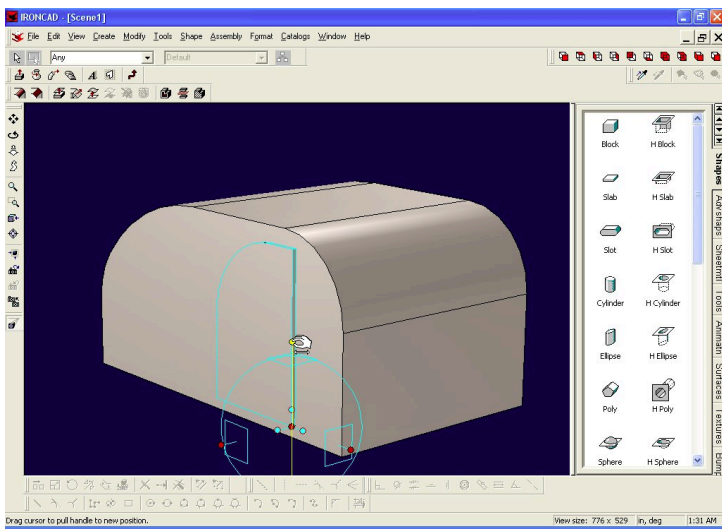 IRONCAD - [Scene1]
File Edit View Create Modify Tools Shape Assembly Format Catalogs Window Help
Any
Default
Block
H Block
Slab
H Slab
Slot
H Slot
Cylinder
H Cylinder
Ellipse
H Ellipse
Poly
H Poly
Sphere
H Sphere
Shapes
Advshaps
Sheetmtl
Tools
Animatn
Surfaces
Textures
Bump
Drag cursor to pull handle to new position.
View size: 776 x 529
in, deg
1:31 AM